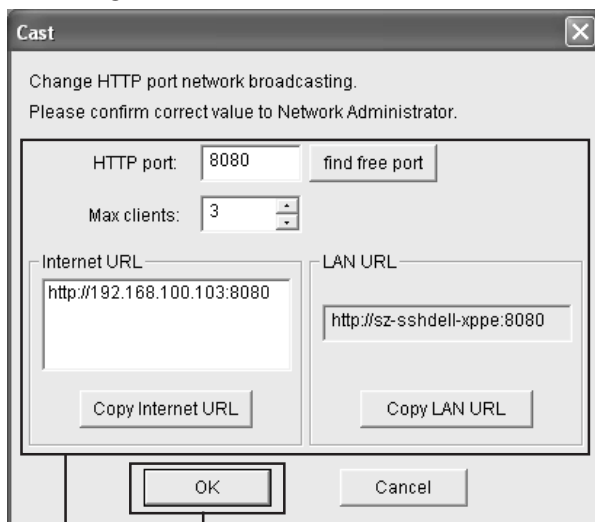 Cast
Change HTTP port network broadcasting.
Please confirm correct value to Network Administrator.
HTTP port: 8080 find free port
Max clients: 3
Internet URL
http://192.168.100.103:8080
Copy Internet URL
LAN URL
http://sz-sshdell-xppe:8080
Copy LAN URL
OK Cancel